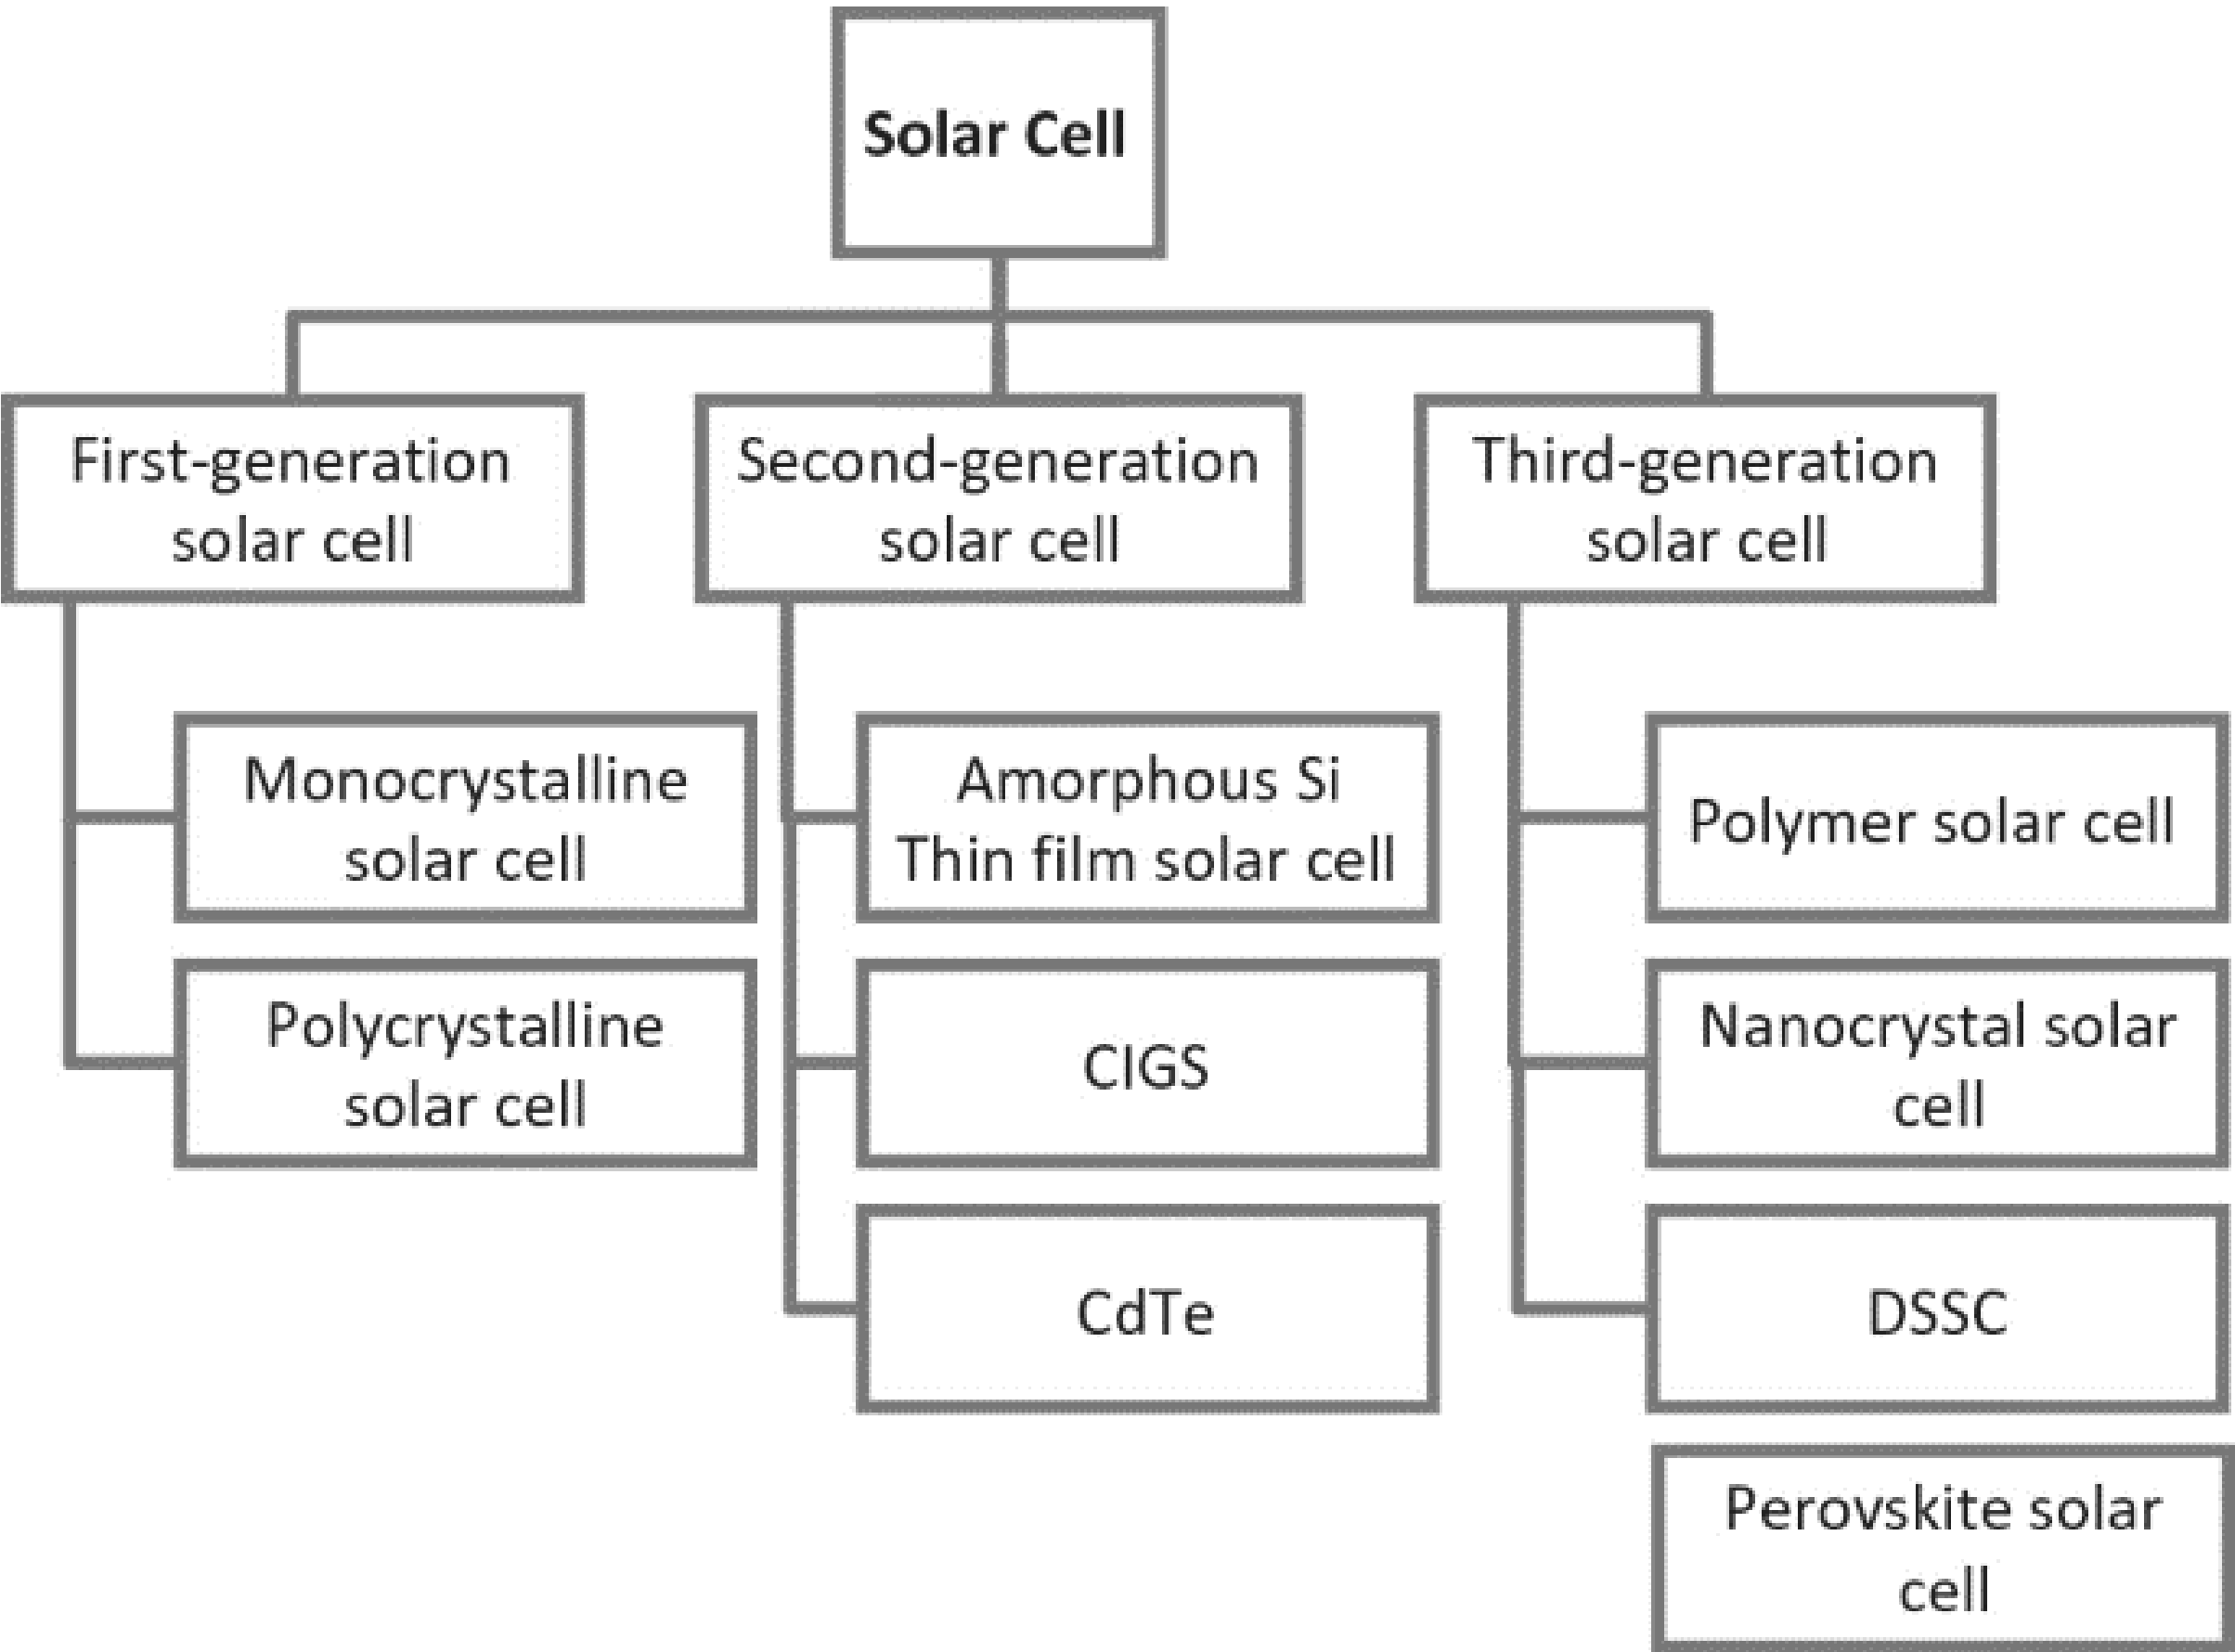 Solar Cell
First-generation
solar cell
Second-generation
solar cell
Third-generation
solar cell
Monocrystalline
solar cell
Polycrystalline
solar cell
Amorphous Si
Thin film solar cell
CIGS
CdTe
Polymer solar cell
Nanocrystal solar
cell
DSSC
Perovskite solar
cell